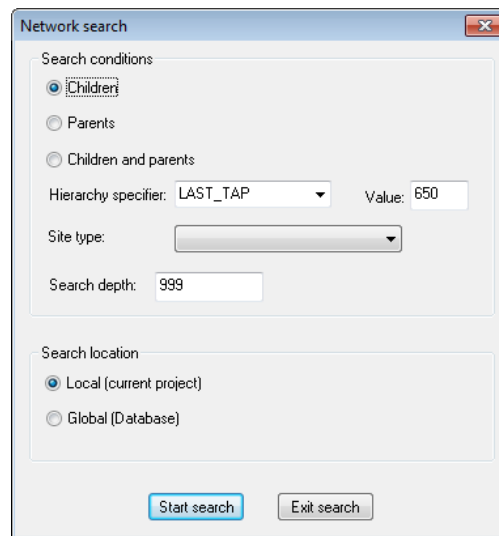 Network search
Search conditions
Children
Parents
Children and parents
Hierarchy specifier: LAST_TAP Value: 650
Site type:
Search depth: 999
Search location
Local (current project)
Global (Database)
Start search Exit search